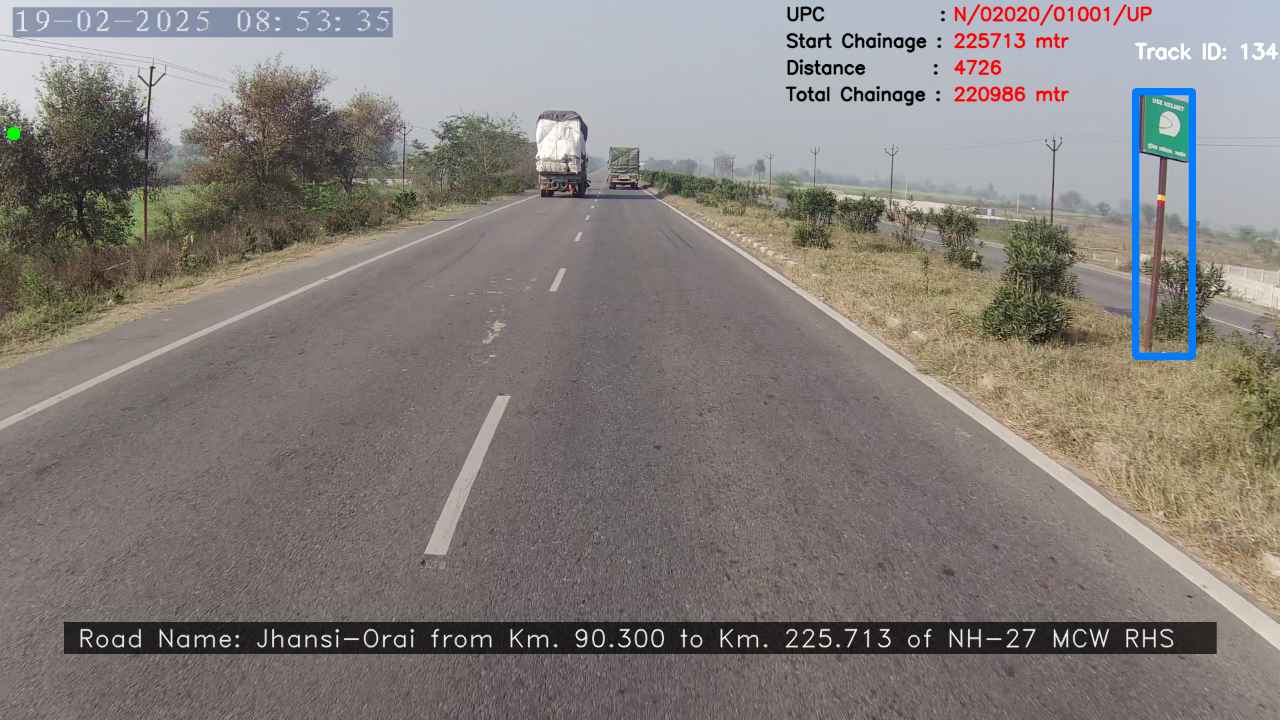 19-02-2025 08:53:35
UPC : N/02020/01001/UP
Start Chainage : 225713 mtr
Distance : 4726
Total Chainage : 220986 mtr
Track ID: 134
USE HELMET
Road Name: Jhansi-Orai from Km. 90.300 to Km. 225.713 of NH-27 MCW RHS